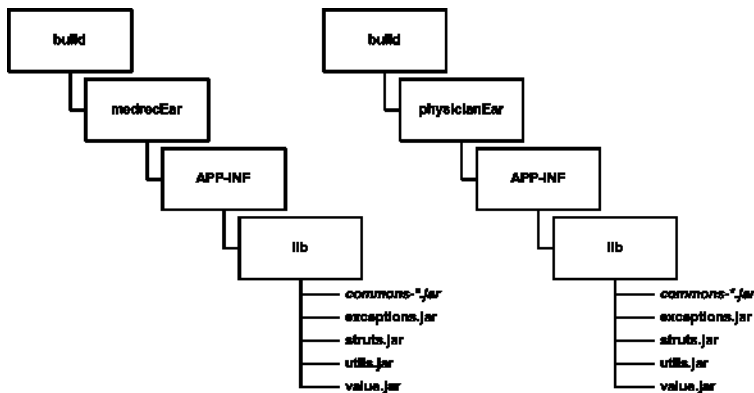 build
medrecEar
APP-INF
lib
commons-*.jar
exceptions.jar
struts.jar
utils.jar
value.jar
build
physicianEar
APP-INF
lib
commons-*.jar
exceptions.jar
struts.jar
utils.jar
value.jar